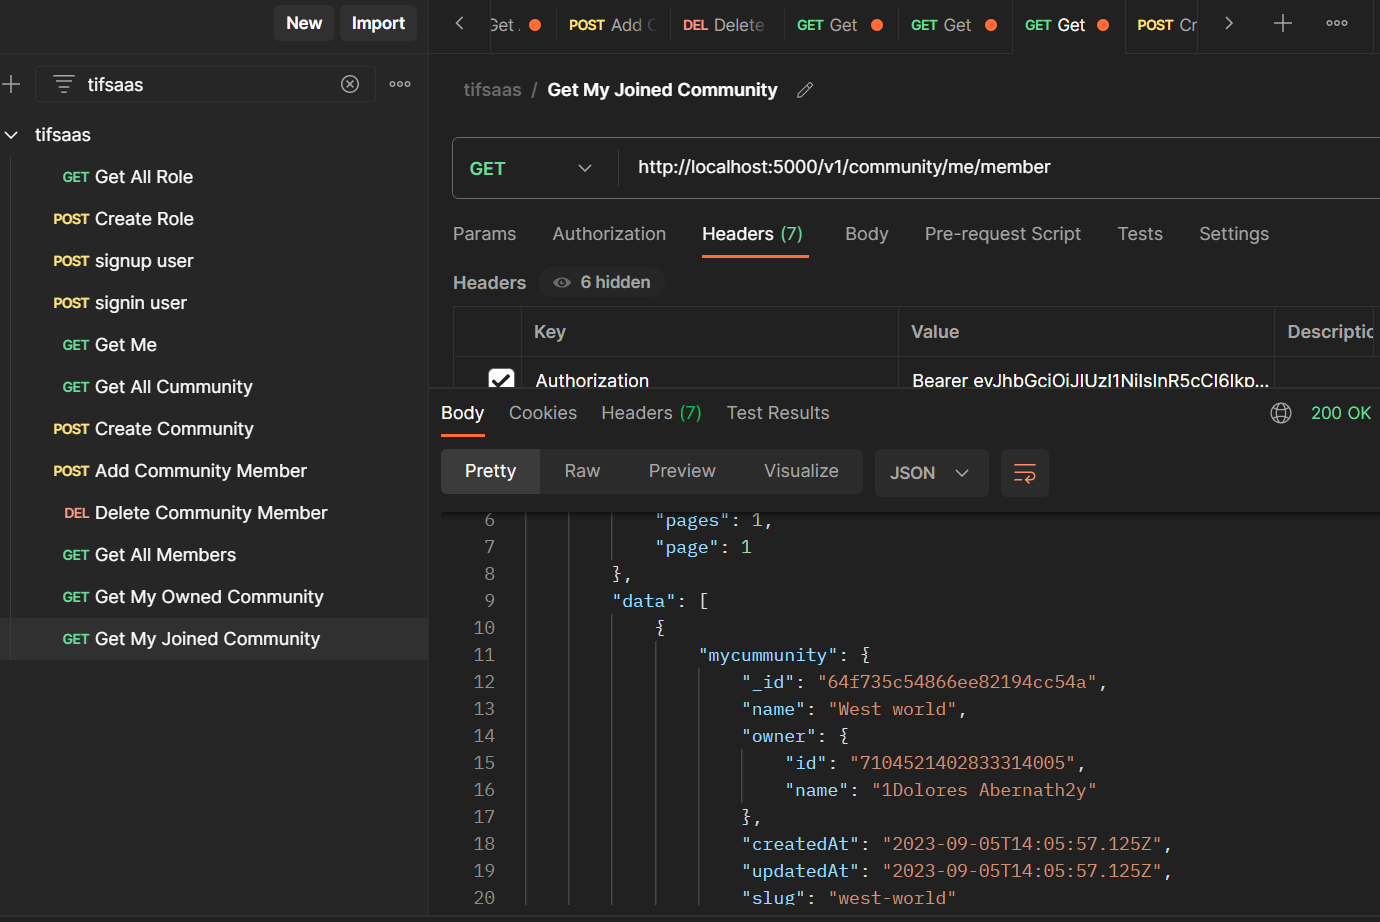 New Import
Get . POST Add C DEL Delete GET Get GET Get GET Get POST Cr
tifsaas
tifsaas / Get My Joined Community
tifsaas
GET http://localhost:5000/v1/community/me/member
GET Get All Role
POST Create Role
POST signup user
POST signin user
GET Get Me
GET Get All Cummunity
POST Create Community
POST Add Community Member
DEL Delete Community Member
GET Get All Members
GET Get My Owned Community
GET Get My Joined Community
Params Authorization Headers (7) Body Pre-request Script Tests Settings
Headers 6 hidden
Key Value Descriptic
Authorization Bearer
Body Cookies Headers (7) Test Results 200 OK
Pretty Raw Preview Visualize JSON
6 "pages": 1,
7 "page": 1
8 },
9 "data": [
10 {
11 "mycummunity": {
12 "_id": "64f735c54866ee82194cc54a",
13 "name": "West world",
14 "owner": {
15 "id": "7104521402833314005",
16 "name": "1Dolores Abernath2y"
17 },
18 "createdAt": "2023-09-05T14:05:57.125Z",
19 "updatedAt": "2023-09-05T14:05:57.125Z",
20 "slug": "west-world"